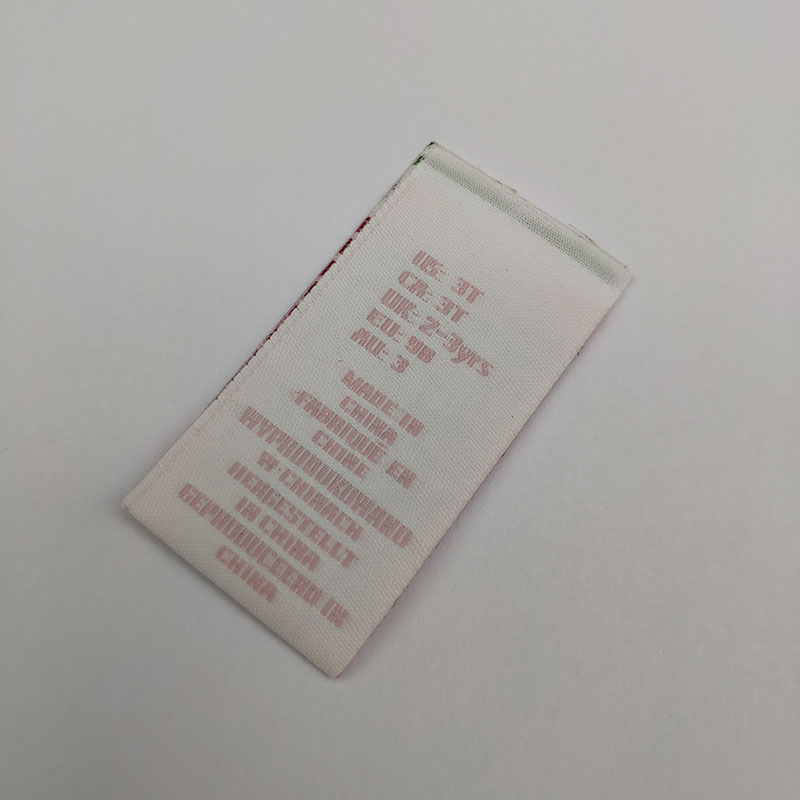 US: 3T
CA: 3T
UK: 2-3yrs
EU: 98
AU: 3
MADE IN
CHINA
FABRIQUÉ EN
CHINE
WYPRODUKOWANO
W CHINACH
HERGESTELLT
IN CHINA
GEPRODUCEERD IN
CHINA